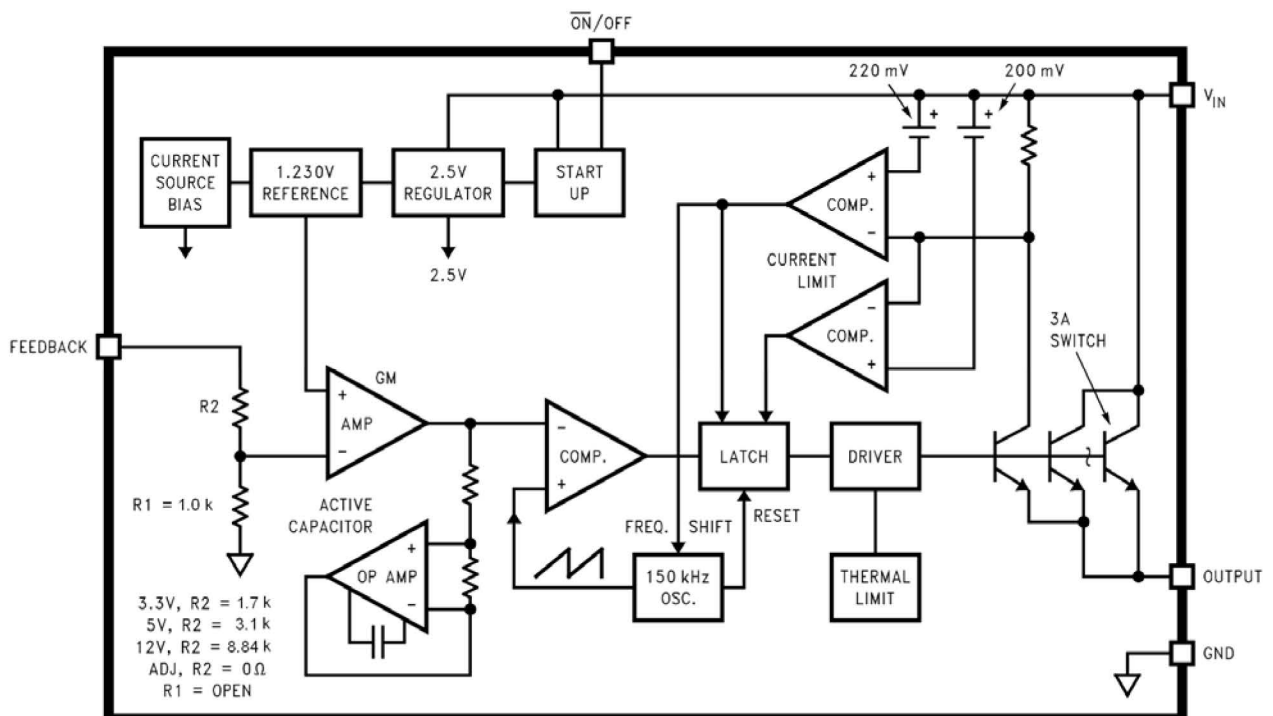 ON/OFF
220 mV
200 mV
+
+
VIN
CURRENT
SOURCE
BIAS
1.230V
REFERENCE
2.5V
REGULATOR
START
UP
2.5V
+
COMP.
-
CURRENT
LIMIT
-
COMP.
+
3A
SWITCH
FEEDBACK
R2
R1 = 1.0 k
GM
+
AMP
-
-
COMP.
+
LATCH
DRIVER
ACTIVE
CAPACITOR
+
OP AMP
-
FREQ. SHIFT
RESET
150 kHz
OSC.
THERMAL
LIMIT
OUTPUT
GND
3.3V, R2 = 1.7 k
5V, R2 = 3.1 k
12V, R2 = 8.84 k
ADJ, R2 = 0 Ω
R1 = OPEN